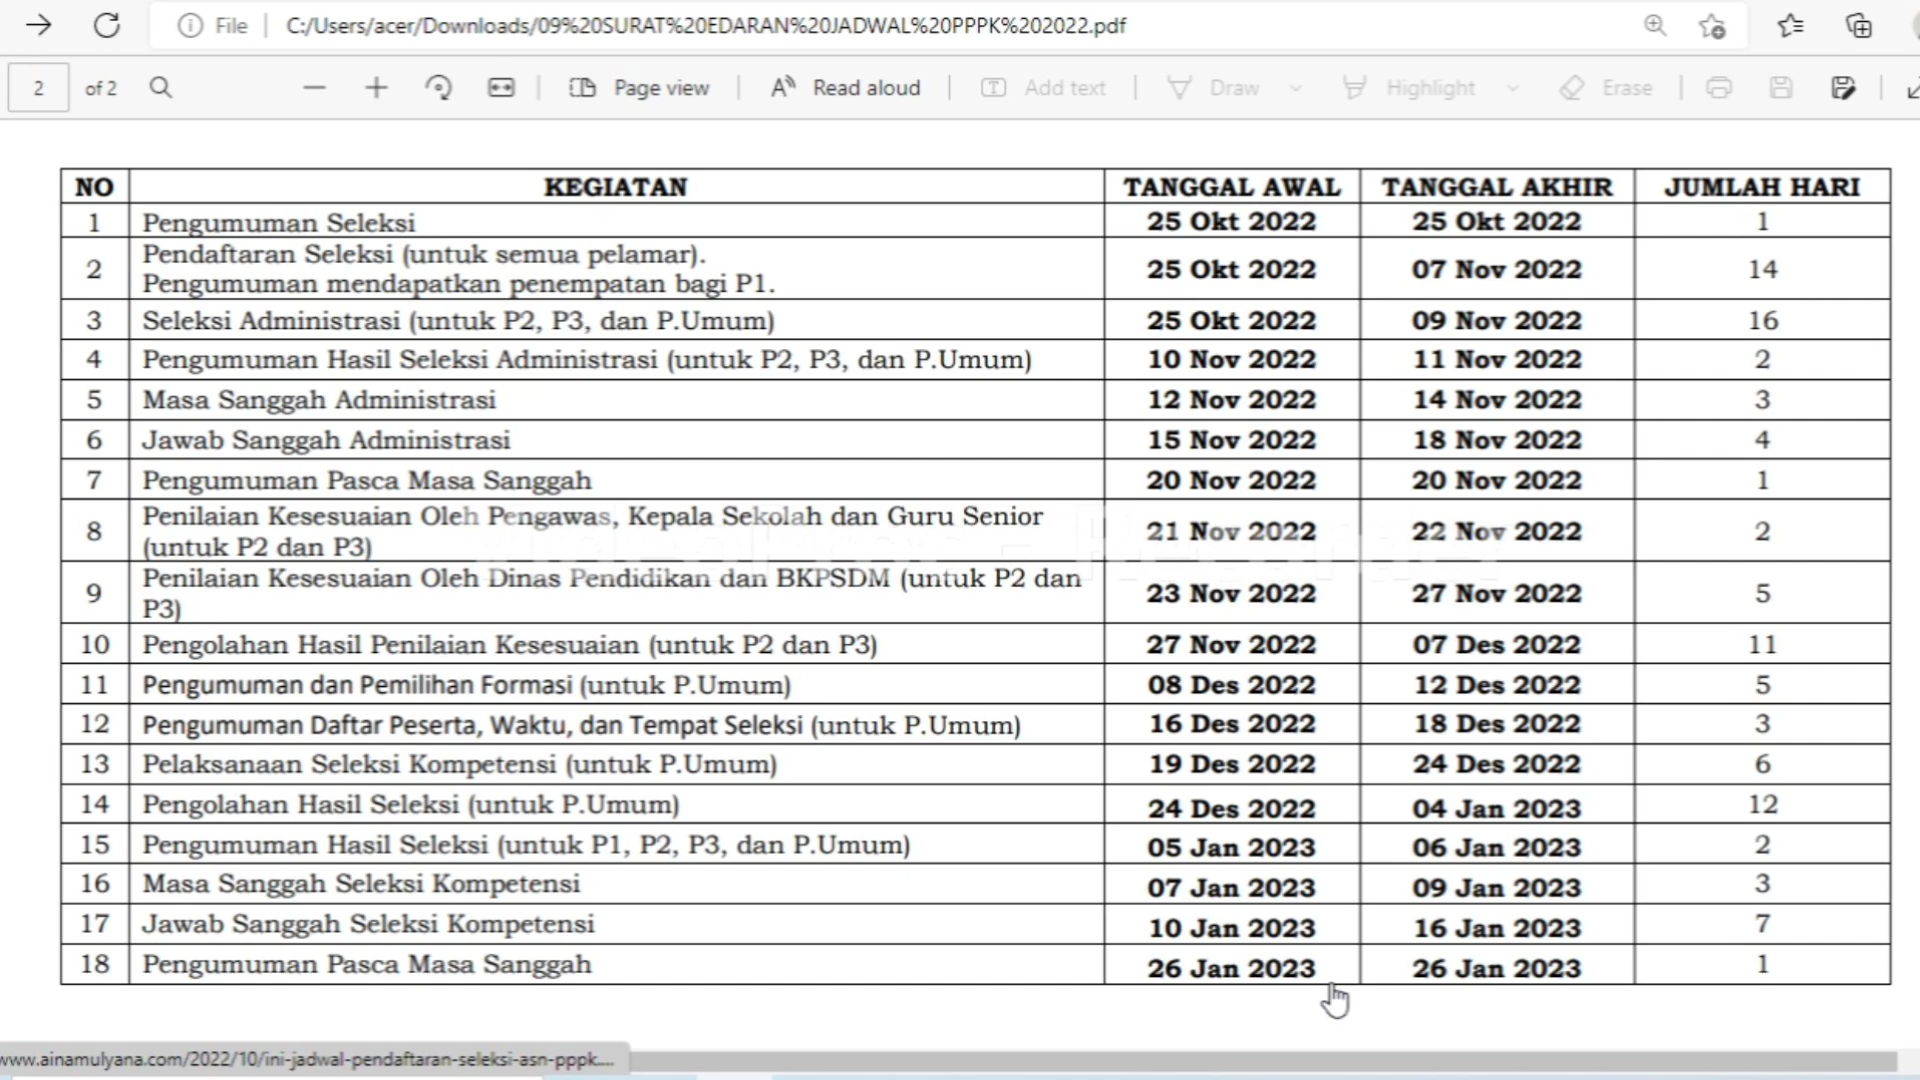 File C:/Users/acer/Downloads/09%20SURAT%20EDARAN%20JADWAL%20PPPK%202022.pdf
2 of 2 Page view Read aloud Add text Draw Highlight Erase
NO KEGIATAN TANGGAL AWAL TANGGAL AKHIR JUMLAH HARI
1 Pengumuman Seleksi 25 Okt 2022 25 Okt 2022 1
2 Pendaftaran Seleksi (untuk semua pelamar).
Pengumuman mendapatkan penempatan bagi P1. 25 Okt 2022 07 Nov 2022 14
3 Seleksi Administrasi (untuk P2, P3, dan P.Umum) 25 Okt 2022 09 Nov 2022 16
4 Pengumuman Hasil Seleksi Administrasi (untuk P2, P3, dan P.Umum) 10 Nov 2022 11 Nov 2022 2
5 Masa Sanggah Administrasi 12 Nov 2022 14 Nov 2022 3
6 Jawab Sanggah Administrasi 15 Nov 2022 18 Nov 2022 4
7 Pengumuman Pasca Masa Sanggah 20 Nov 2022 20 Nov 2022 1
8 Penilaian Kesesuaian Oleh Pengawas, Kepala Sekolah dan Guru Senior
(untuk P2 dan P3) 21 Nov 2022 22 Nov 2022 2
9 Penilaian Kesesuaian Oleh Dinas Pendidikan dan BKPSDM (untuk P2 dan
P3) 23 Nov 2022 27 Nov 2022 5
10 Pengolahan Hasil Penilaian Kesesuaian (untuk P2 dan P3) 27 Nov 2022 07 Des 2022 11
11 Pengumuman dan Pemilihan Formasi (untuk P.Umum) 08 Des 2022 12 Des 2022 5
12 Pengumuman Daftar Peserta, Waktu, dan Tempat Seleksi (untuk P.Umum) 16 Des 2022 18 Des 2022 3
13 Pelaksanaan Seleksi Kompetensi (untuk P.Umum) 19 Des 2022 24 Des 2022 6
14 Pengolahan Hasil Seleksi (untuk P.Umum) 24 Des 2022 04 Jan 2023 12
15 Pengumuman Hasil Seleksi (untuk P1, P2, P3, dan P.Umum) 05 Jan 2023 06 Jan 2023 2
16 Masa Sanggah Seleksi Kompetensi 07 Jan 2023 09 Jan 2023 3
17 Jawab Sanggah Seleksi Kompetensi 10 Jan 2023 16 Jan 2023 7
18 Pengumuman Pasca Masa Sanggah 26 Jan 2023 26 Jan 2023 1
www.ainamulyana.com/2022/10/ini-jadwal-pendaftaran-seleksi-asn-pppk....